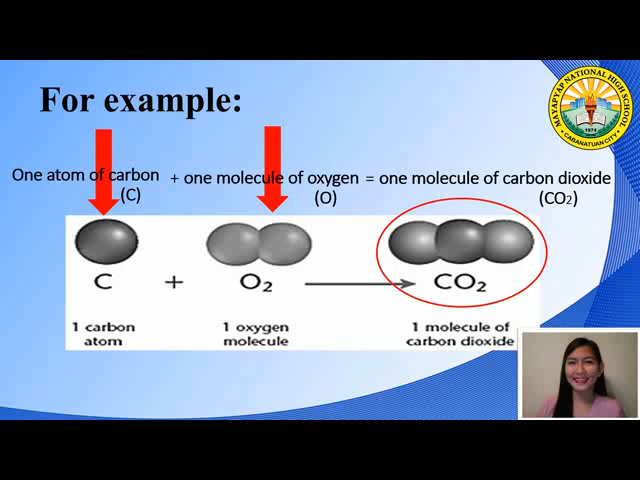 For example:
One atom of carbon + one molecule of oxygen = one molecule of carbon dioxide
(C) (O) (CO₂)
C + O₂ → CO₂
1 carbon atom
1 oxygen molecule
1 molecule of carbon dioxide
MAYAPYAP NATIONAL HIGH SCHOOL
1974
CABANATUAN CITY